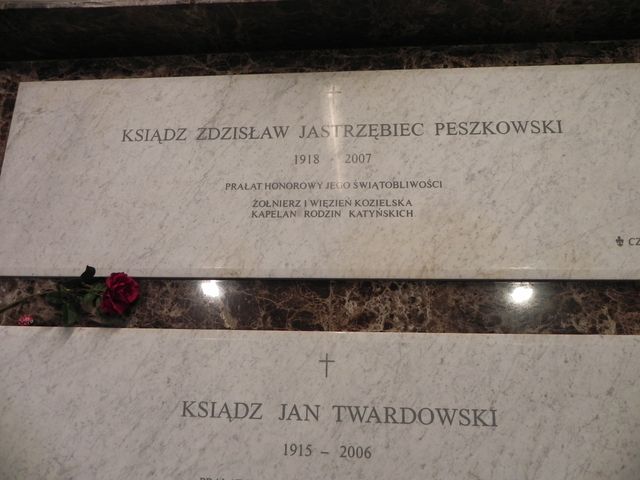 KSIĄDZ ZDZISŁAW JASTRZĘBIEC PESZKOWSKI
1918 - 2007
PRAŁAT HONOROWY JEGO ŚWIĄTOBLIWOŚCI
ŻOŁNIERZ I WIĘZIEŃ KOZIELSKA
KAPELAN RODZIN KATYŃSKICH
CZ
KSIĄDZ JAN TWARDOWSKI
1915 – 2006